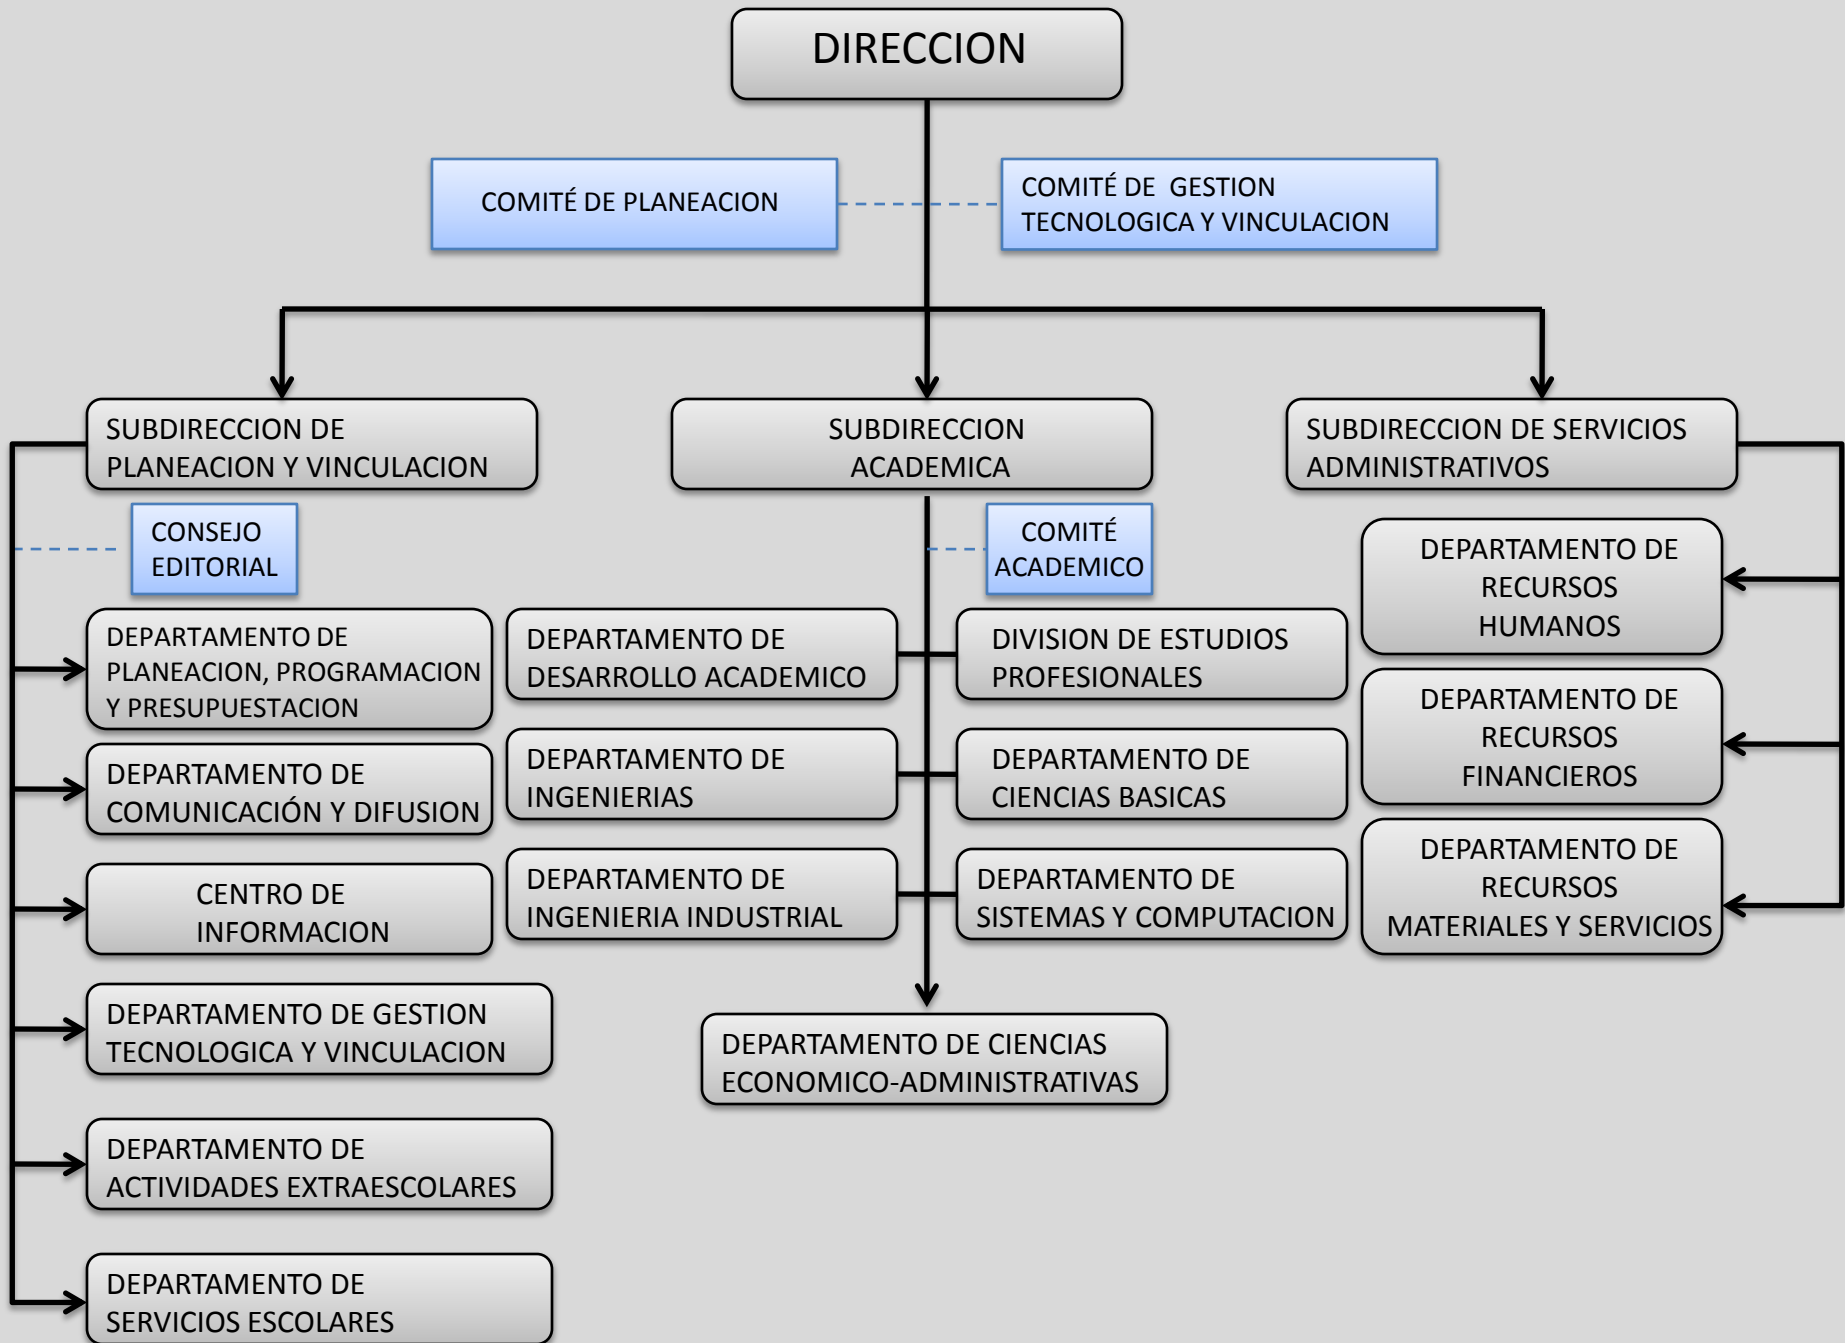 DIRECCION
COMITÉ DE PLANEACION
COMITÉ DE GESTION
TECNOLOGICA Y VINCULACION
SUBDIRECCION DE
PLANEACION Y VINCULACION
SUBDIRECCION
ACADEMICA
SUBDIRECCION DE SERVICIOS
ADMINISTRATIVOS
CONSEJO
EDITORIAL
COMITÉ
ACADEMICO
DEPARTAMENTO DE
RECURSOS
HUMANOS
DEPARTAMENTO DE
PLANEACION, PROGRAMACION
Y PRESUPUESTACION
DEPARTAMENTO DE
DESARROLLO ACADEMICO
DIVISION DE ESTUDIOS
PROFESIONALES
DEPARTAMENTO DE
RECURSOS
FINANCIEROS
DEPARTAMENTO DE
COMUNICACIÓN Y DIFUSION
DEPARTAMENTO DE
INGENIERIAS
DEPARTAMENTO DE
CIENCIAS BASICAS
DEPARTAMENTO DE
RECURSOS
MATERIALES Y SERVICIOS
CENTRO DE
INFORMACION
DEPARTAMENTO DE
INGENIERIA INDUSTRIAL
DEPARTAMENTO DE
SISTEMAS Y COMPUTACION
DEPARTAMENTO DE GESTION
TECNOLOGICA Y VINCULACION
DEPARTAMENTO DE CIENCIAS
ECONOMICO-ADMINISTRATIVAS
DEPARTAMENTO DE
ACTIVIDADES EXTRAESCOLARES
DEPARTAMENTO DE
SERVICIOS ESCOLARES